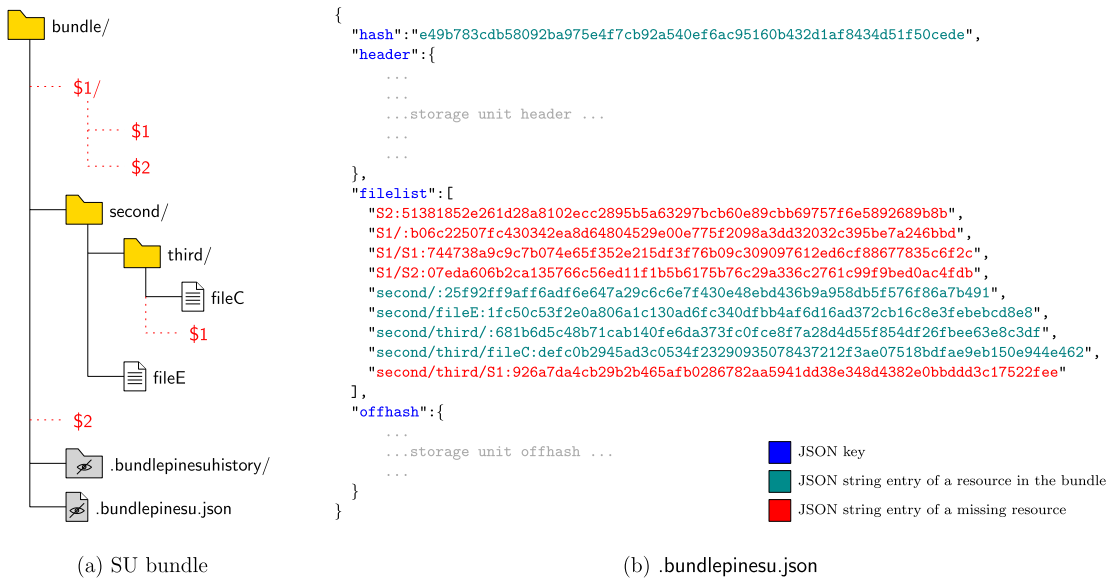 bundle/
$1/
$1
$2
second/
third/
fileC
$1
fileE
$2
.bundlepinesuhistory/
.bundlepinesu.json
(a) SU bundle
{
"hash":"e49b783cdb58092ba975e4f7cb92a540ef6ac95160b432d1af8434d51f50cede",
"header":{
...
...
...storage unit header ...
...
...
},
"filelist":[
"S2:51381852e261d28a8102ecc2895b5a63297bcb60e89cbb69757f6e5892689b8b",
"S1/:b06c22507fc430342ea8d64804529e00e775f2098a3dd32032c395be7a246bbd",
"S1/S1:744738a9c9c7b074e65f352e215df3f76b09c309097612ed6cf88677835c6f2c",
"S1/S2:07eda606b2ca135766c56ed11f1b5b6175b76c29a336c2761c99f9bed0ac4fdb",
"second/:25f92ff9aff6adf6e647a29c6c6e7f430e48ebd436b9a958db5f576f86a7b491",
"second/fileE:1fc50c53f2e0a806a1c130ad6fc340dfbb4af6d16ad372cb16c8e3febebcd8e8",
"second/third/:681b6d5c48b71cab140fe6da373fc0fce8f7a28d4d55f854df26fbee63e8c3df",
"second/third/fileC:defc0b2945ad3c0534f23290935078437212f3ae07518bdfae9eb150e944e462",
"second/third/S1:926a7da4cb29b2b465afb0286782aa5941dd38e348d4382e0bbddd3c17522fee"
],
"offhash":{
...
...storage unit offhash ...
...
}
}
JSON key
JSON string entry of a resource in the bundle
JSON string entry of a missing resource
(b) .bundlepinesu.json